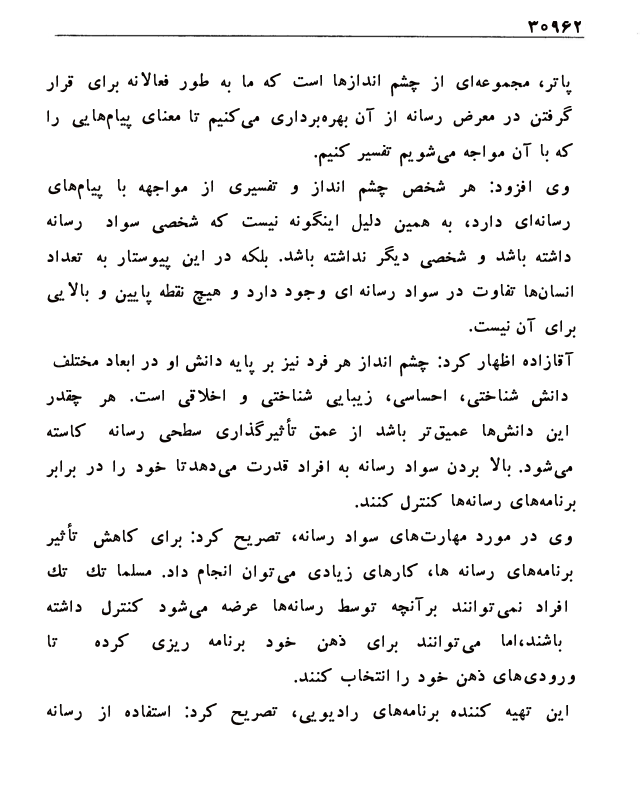 ۳۰۹۶۲
پاتر، مجموعه‌ای از چشم اندازها است که ما به طور فعالانه برای قرار
گرفتن در معرض رسانه از آن بهره‌برداری می‌کنیم تا معنای پیام‌هایی را
که با آن مواجه می‌شویم تفسیر کنیم.
وی افزود: هر شخص چشم انداز و تفسیری از مواجهه با پیام‌های
رسانه‌ای دارد، به همین دلیل اینگونه نیست که شخصی سواد رسانه
داشته باشد و شخصی دیگر نداشته باشد. بلکه در این پیوستار به تعداد
انسان‌ها تفاوت در سواد رسانه ای وجود دارد و هیچ نقطه پایین و بالایی
برای آن نیست.
آقازاده اظهار کرد: چشم انداز هر فرد نیز بر پایه دانش او در ابعاد مختلف
دانش شناختی، احساسی، زیبایی شناختی و اخلاقی است. هر چقدر
این دانش‌ها عمیق‌تر باشد از عمق تأثیرگذاری سطحی رسانه کاسته
می‌شود. بالا بردن سواد رسانه به افراد قدرت می‌دهدتا خود را در برابر
برنامه‌های رسانه‌ها کنترل کنند.
وی در مورد مهارت‌های سواد رسانه، تصریح کرد: برای کاهش تأثیر
برنامه‌های رسانه ها، کارهای زیادی می‌توان انجام داد. مسلما تك تك
افراد نمی‌توانند برآنچه توسط رسانه‌ها عرضه می‌شود کنترل داشته
باشند،اما می‌توانند برای ذهن خود برنامه ریزی کرده تا
ورودی‌های ذهن خود را انتخاب کنند.
این تهیه کننده برنامه‌های رادیویی، تصریح کرد: استفاده از رسانه